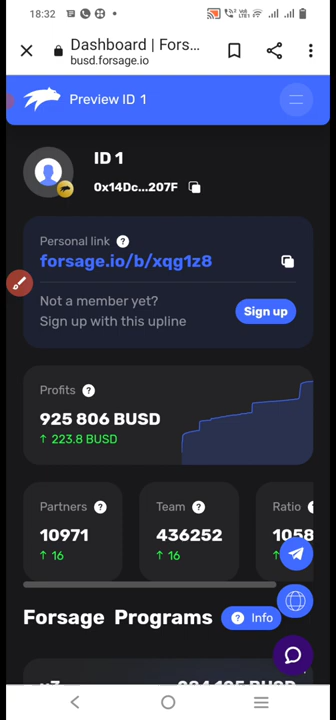 18:32
Dashboard | Fors...
busd.forsage.io
Preview ID 1
ID 1
0x14Dc...207F
Personal link ?
forsage.io/b/xqg1z8
Not a member yet?
Sign up with this upline
Sign up
Profits ?
925 806 BUSD
↑ 223.8 BUSD
Partners ?
10971
↑ 16
Team ?
436252
↑ 16
Ratio
1058
Forsage Programs
? Info